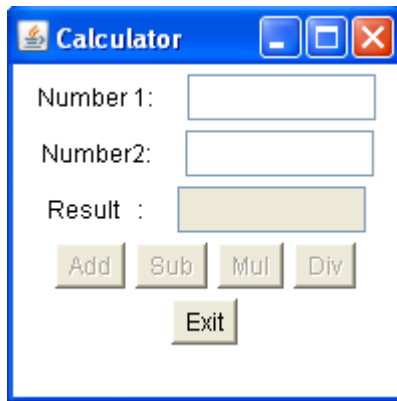 Calculator
Number 1:
Number2:
Result :
Add Sub Mul Div
Exit